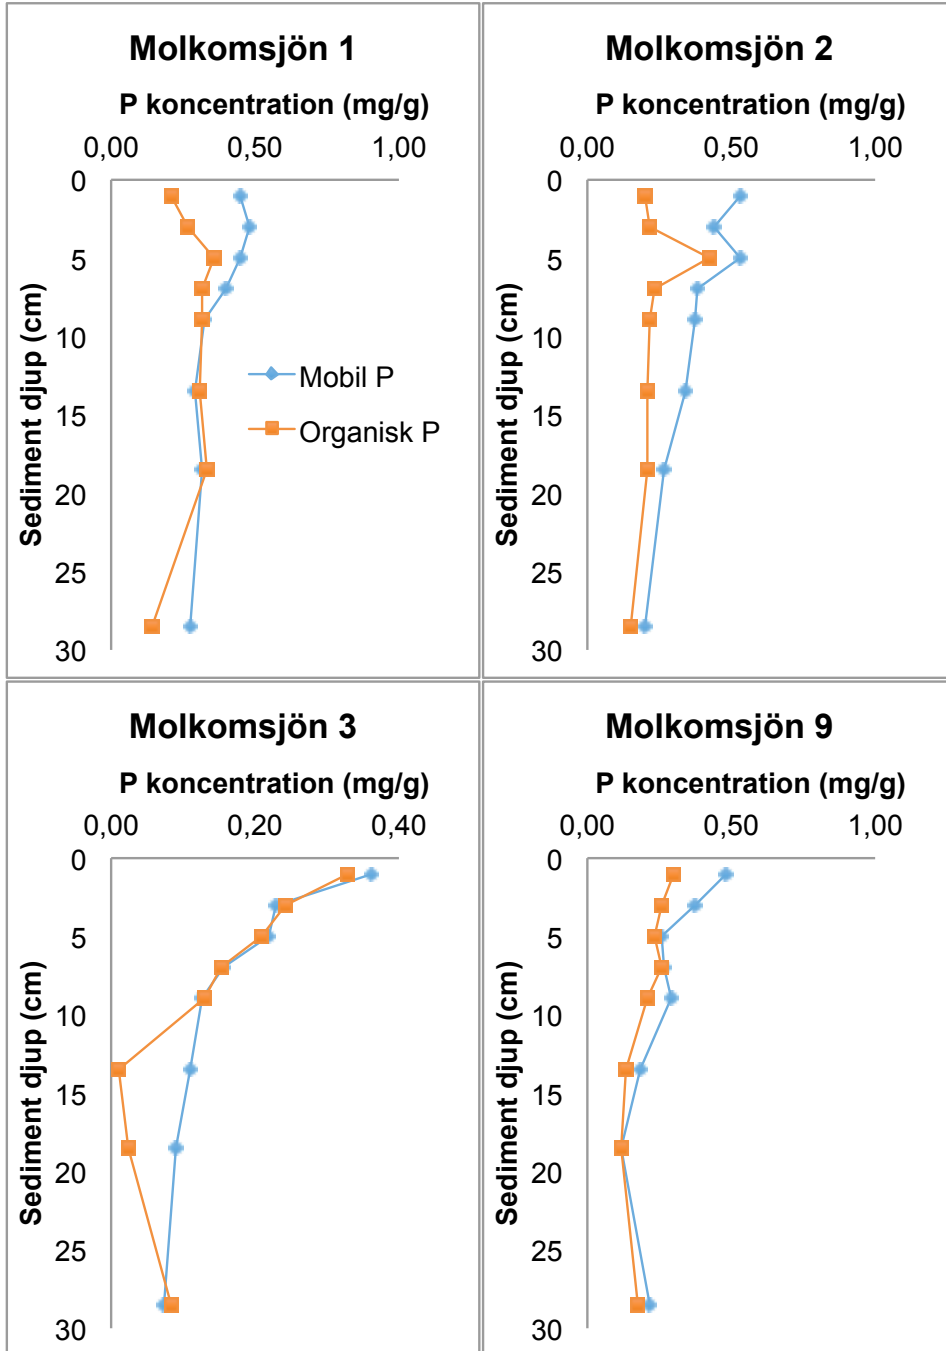 Molkomsjön 1
P koncentration (mg/g)
0,00 0,50 1,00
0
5
10
15
20
25
30
Sediment djup (cm)
Mobil P
Organisk P
Molkomsjön 2
P koncentration (mg/g)
0,00 0,50 1,00
0
5
10
15
20
25
30
Sediment djup (cm)
Molkomsjön 3
P koncentration (mg/g)
0,00 0,20 0,40
0
5
10
15
20
25
30
Sediment djup (cm)
Molkomsjön 9
P koncentration (mg/g)
0,00 0,50 1,00
0
5
10
15
20
25
30
Sediment djup (cm)